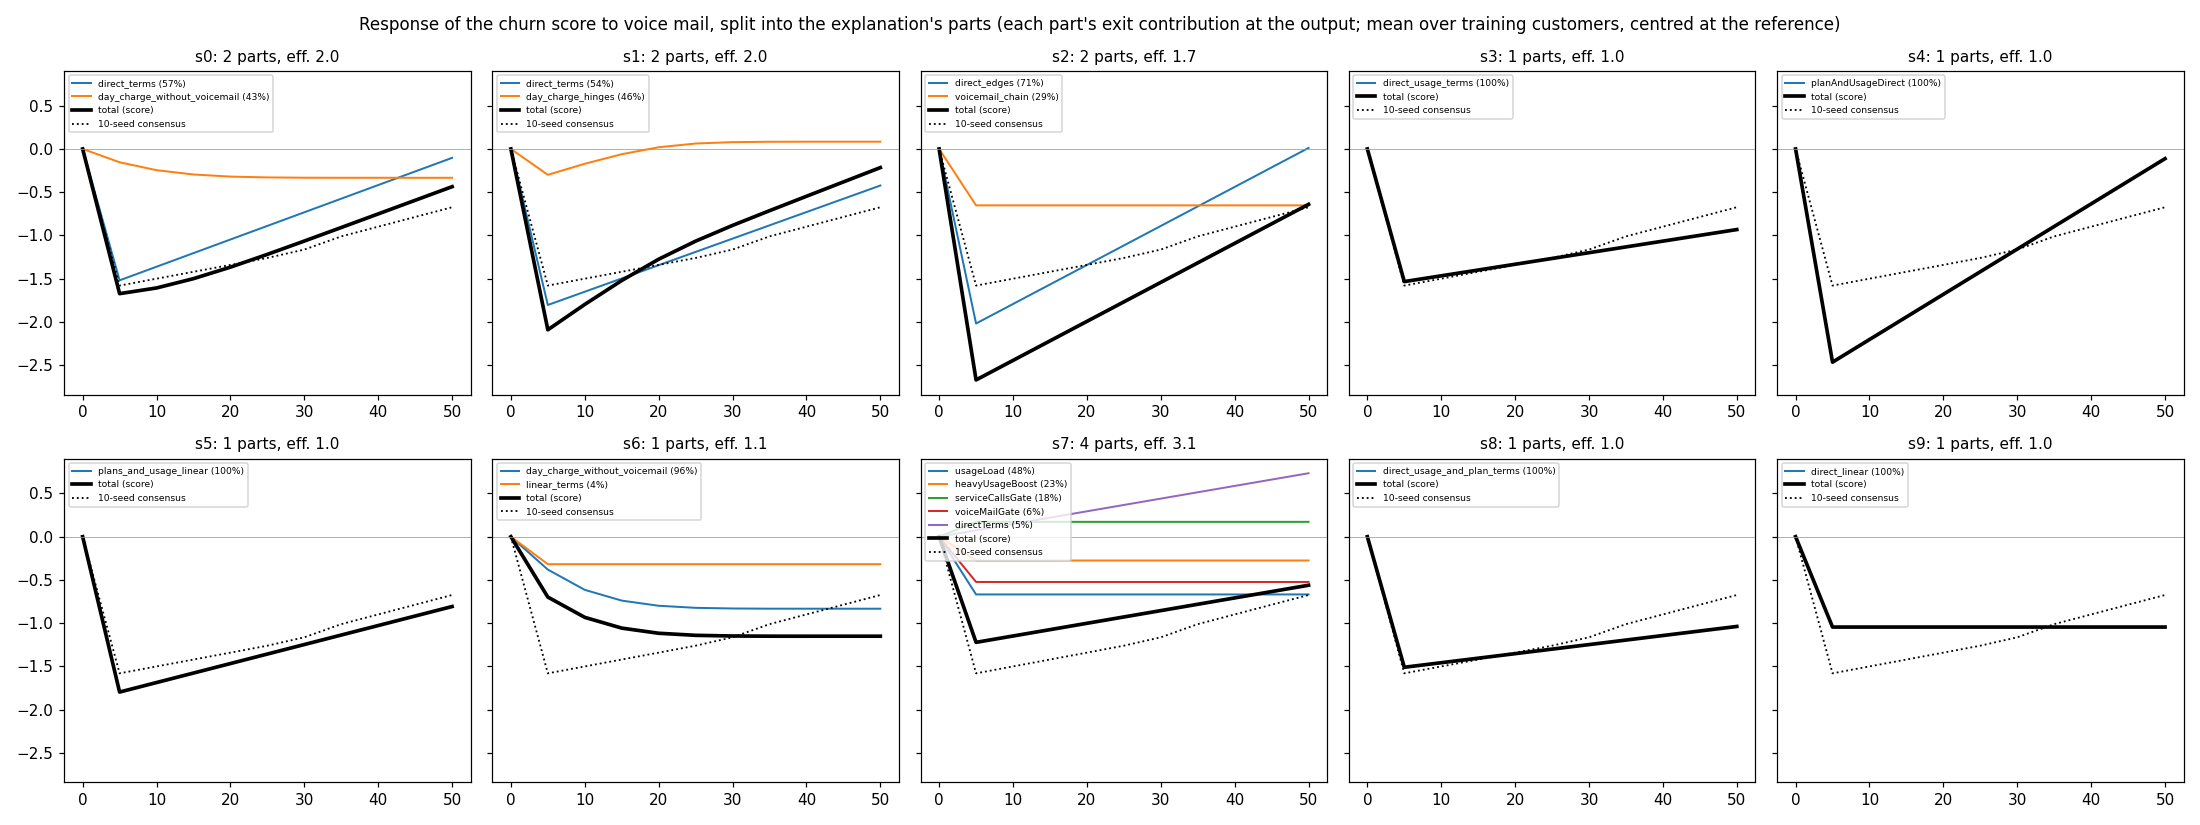 Response of the churn score to voice mail, split into the explanation's parts (each part's exit contribution at the output; mean over training customers, centred at the reference)
s0: 2 parts, eff. 2.0
direct_terms (57%)
day_charge_without_voicemail (43%)
total (score)
10-seed consensus
0.5
0.0
−0.5
−1.0
−1.5
−2.0
−2.5
0 10 20 30 40 50
s1: 2 parts, eff. 2.0
direct_terms (54%)
day_charge_hinges (46%)
total (score)
10-seed consensus
0 10 20 30 40 50
s2: 2 parts, eff. 1.7
direct_edges (71%)
voicemail_chain (29%)
total (score)
10-seed consensus
0 10 20 30 40 50
s3: 1 parts, eff. 1.0
direct_usage_terms (100%)
total (score)
10-seed consensus
0 10 20 30 40 50
s4: 1 parts, eff. 1.0
planAndUsageDirect (100%)
total (score)
10-seed consensus
0 10 20 30 40 50
s5: 1 parts, eff. 1.0
plans_and_usage_linear (100%)
total (score)
10-seed consensus
0.5
0.0
−0.5
−1.0
−1.5
−2.0
−2.5
0 10 20 30 40 50
s6: 1 parts, eff. 1.1
day_charge_without_voicemail (96%)
linear_terms (4%)
total (score)
10-seed consensus
0 10 20 30 40 50
s7: 4 parts, eff. 3.1
usageLoad (48%)
heavyUsageBoost (23%)
serviceCallsGate (18%)
voiceMailGate (6%)
directTerms (5%)
total (score)
10-seed consensus
0 10 20 30 40 50
s8: 1 parts, eff. 1.0
direct_usage_and_plan_terms (100%)
total (score)
10-seed consensus
0 10 20 30 40 50
s9: 1 parts, eff. 1.0
direct_linear (100%)
total (score)
10-seed consensus
0 10 20 30 40 50